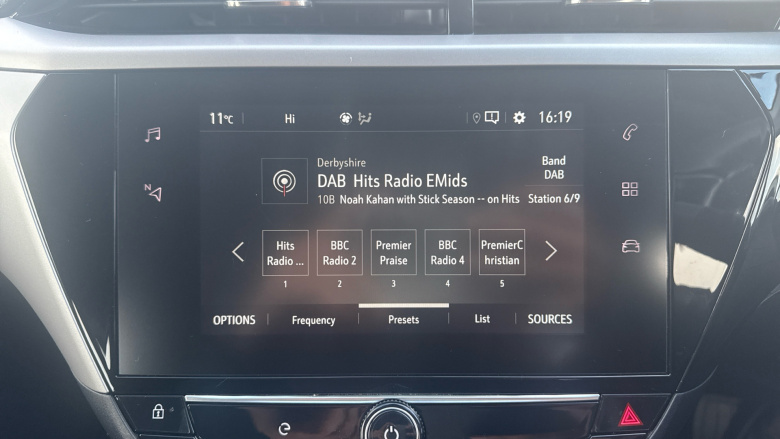 11°C Hi 16:19
Derbyshire
DAB Hits Radio EMids
Band
DAB
10B Noah Kahan with Stick Season -- on Hits Station 6/9
Hits
Radio ...
BBC
Radio 2
Premier
Praise
BBC
Radio 4
PremierC
hristian
1 2 3 4 5
OPTIONS Frequency Presets List SOURCES
N